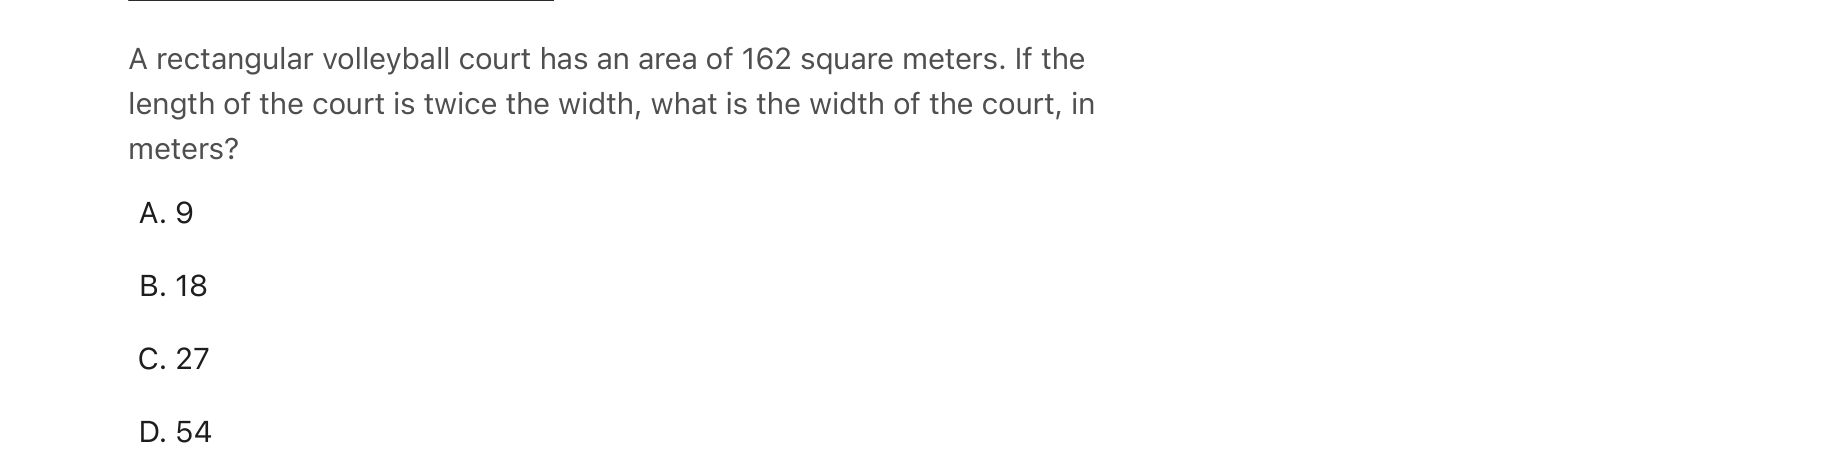 A rectangular volleyball court has an area of 162 square meters. If the
length of the court is twice the width, what is the width of the court, in
meters?
A. 9
B. 18
C. 27
D. 54